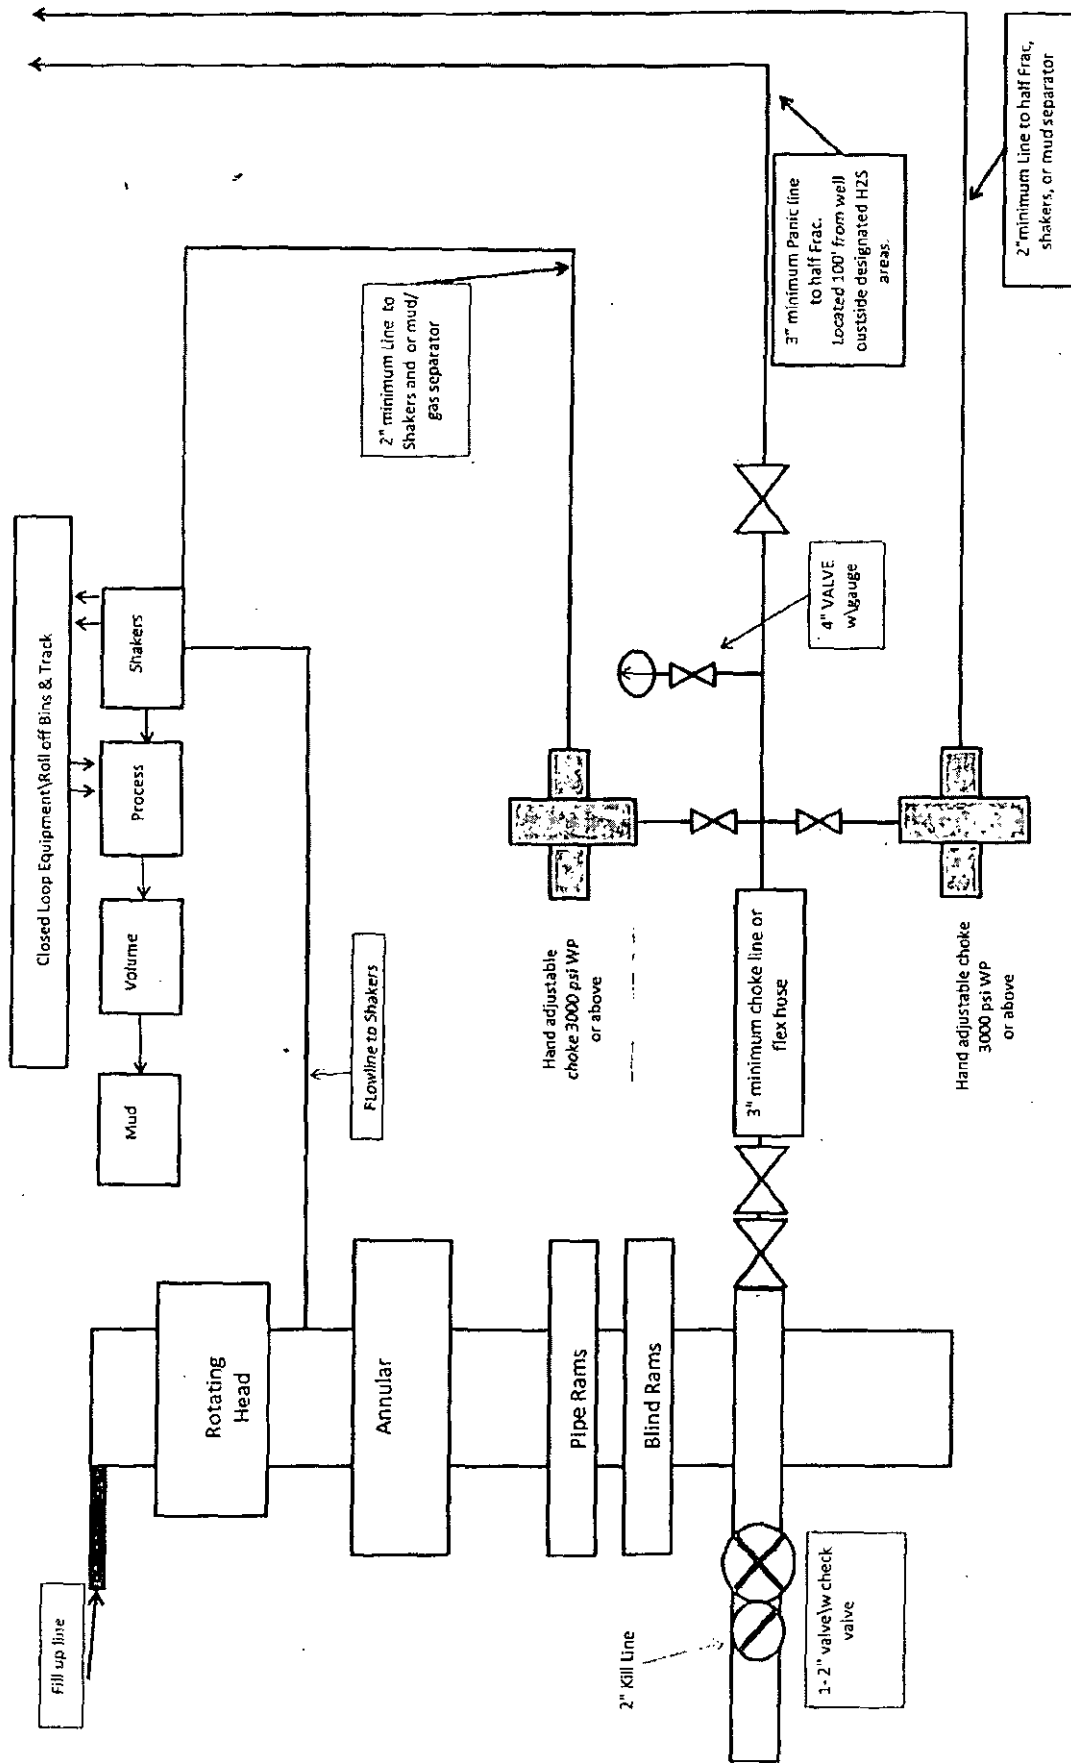 Closed Loop Equipment\Roll off Bins & Track
Mud
Volume
Process
Shakers
Fill up line
Rotating
Head
FLowline to Shakers
Annular
2" minimum Line to
Shakers and or mud/
gas separator
Pipe Rams
Blind Rams
Hand adjustable
choke 3000 psi WP
or above
2" Kill Line
1- 2" valve\w check
valve
3" minimum choke line or
flex hose
4" VALVE
w\gauge
3" minimum Panic line
to half Frac.
Located 100' from well
oustside designated H2S
areas.
Hand adjustable choke
3000 psi WP
or above
2"minimum Line to half Frac,
shakers, or mud separator